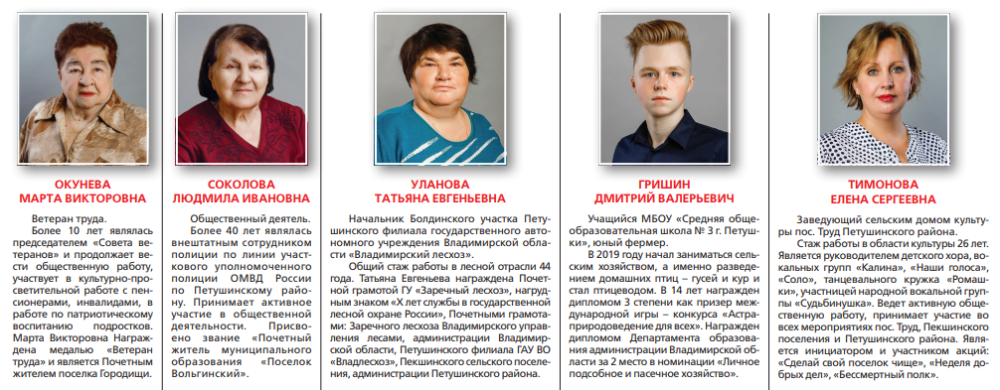 ОКУНЕВА
МАРТА ВИКТОРОВНА
Ветеран труда.
Более 10 лет являлась
председателем «Совета ве-
теранов» и продолжает ве-
сти общественную работу,
участвует в культурно-про-
светительной работе с пен-
сионерами, инвалидами, в
работе по патриотическому
воспитанию подростков.
Марта Викторовна Награж-
дена медалью «Ветеран
труда» и является Почетным
жителем поселка Городищи.
СОКОЛОВА
ЛЮДМИЛА ИВАНОВНА
Общественный деятель.
Более 40 лет являлась
внештатным сотрудником
полиции по линии участ-
кового уполномоченного
полиции ОМВД России
по Петушинскому райо-
ну. Принимает активное
участие в общественной
деятельности. Присво-
ено звание «Почетный
житель муниципального
образования «Поселок
Вольгинский».
УЛАНОВА
ТАТЬЯНА ЕВГЕНЬЕВНА
Начальник Болдинского участка Пету-
шинского филиала государственного авто-
номного учреждения Владимирской обла-
сти «Владимирский лесхоз».
Общий стаж работы в лесной отрасли 44
года. Татьяна Евгеньева награждена Почет-
ной грамотой ГУ «Заречный лесхоз», нагруд-
ным знаком «X лет службы в государственной
лесной охране России», Почетными грамота-
ми: Заречного лесхоза Владимирского управ-
ления лесами, администрации Владимир-
ской области, Петушинского филиала ГАУ ВО
«Владлесхоз», Пекшинского сельского поселе-
ния, администрации Петушинского района.
ГРИШИН
ДМИТРИЙ ВАЛЕРЬЕВИЧ
Учащийся МБОУ «Средняя обще-
образовательная школа № 3 г. Петуш-
ки», юный фермер.
В 2019 году начал заниматься сель-
ским хозяйством, а именно разведе-
нием домашних птиц – гусей и кур и
стал птицеводом. В 14 лет награжден
дипломом 3 степени как призер меж-
дународной игры – конкурса «Астра-
природоведение для всех». Награжден
дипломом Департамента образова-
ния администрации Владимирской об-
ласти за 2 место в номинации «Личное
подсобное и пасечное хозяйство».
ТИМОНОВА
ЕЛЕНА СЕРГЕЕВНА
Заведующий сельским домом культу-
ры пос. Труд Петушинского района.
Стаж работы в области культуры 26 лет.
Является руководителем детского хора, во-
кальных групп «Калина», «Наши голоса»,
«Соло», танцевального кружка «Ромаш-
ки», участницей народной вокальной груп-
пы «Судьбинушка». Ведет активную обще-
ственную работу, принимает участие во
всех мероприятиях пос. Труд, Пекшинского
поселения и Петушинского района. Явля-
ется инициатором и участником акций:
«Сделай свой поселок чище», «Неделя до-
брых дел», «Бессмертный полк».